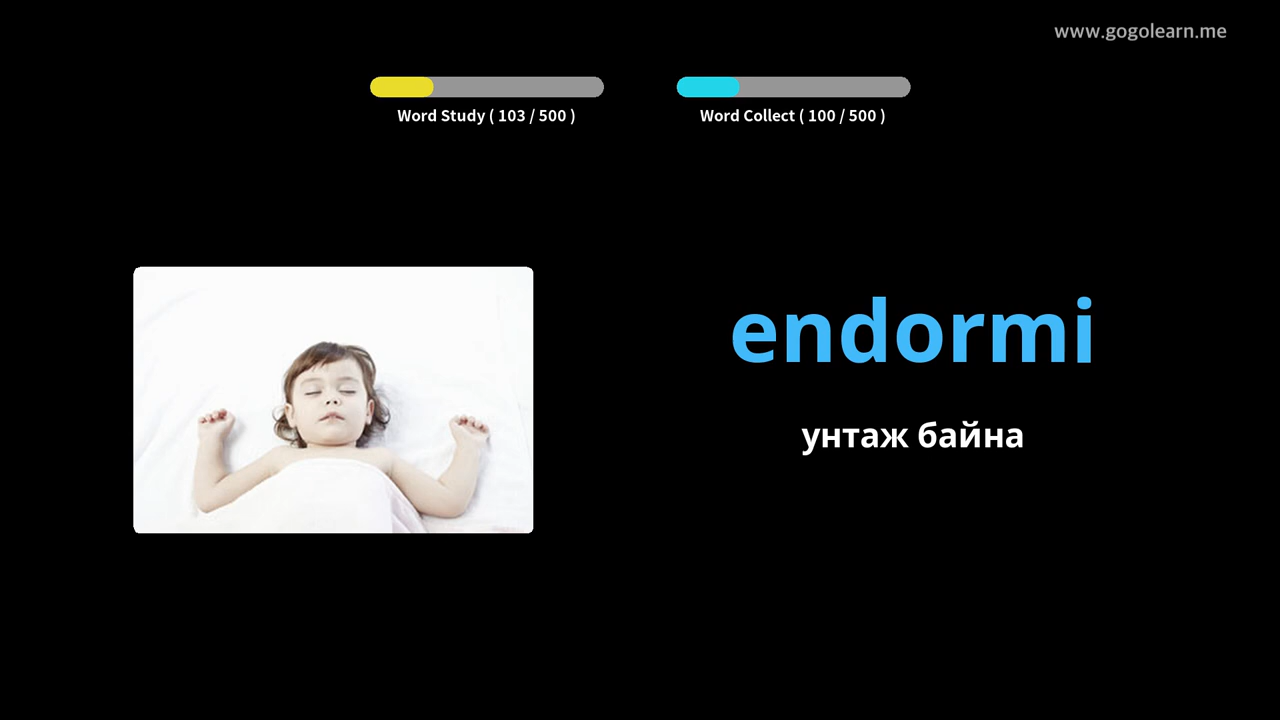 www.gogolearn.me
Word Study ( 103 / 500 )
Word Collect ( 100 / 500 )
endormi
унтаж байна